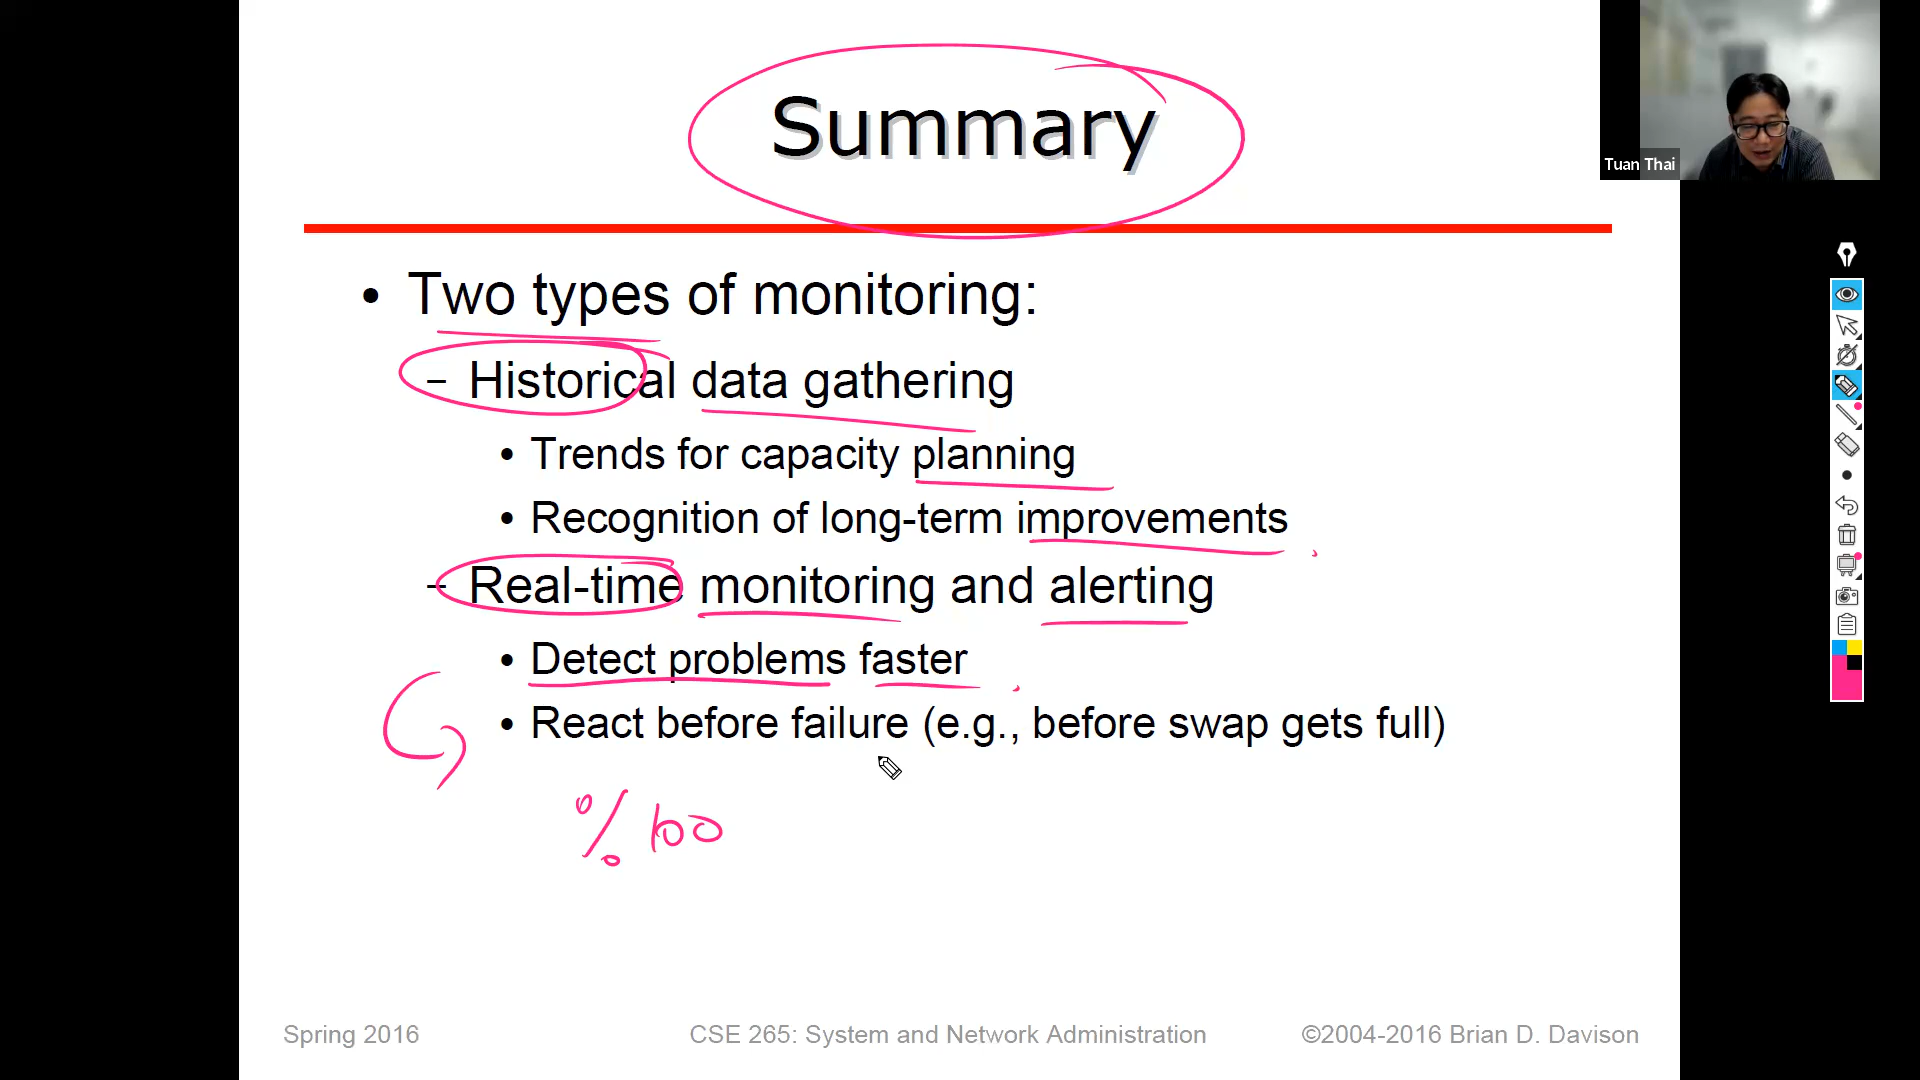 Summary
Tuan Thai
• Two types of monitoring:
– Historical data gathering
• Trends for capacity planning
• Recognition of long-term improvements
– Real-time monitoring and alerting
• Detect problems faster
• React before failure (e.g., before swap gets full)
% 100
Spring 2016
CSE 265: System and Network Administration
©2004-2016 Brian D. Davison